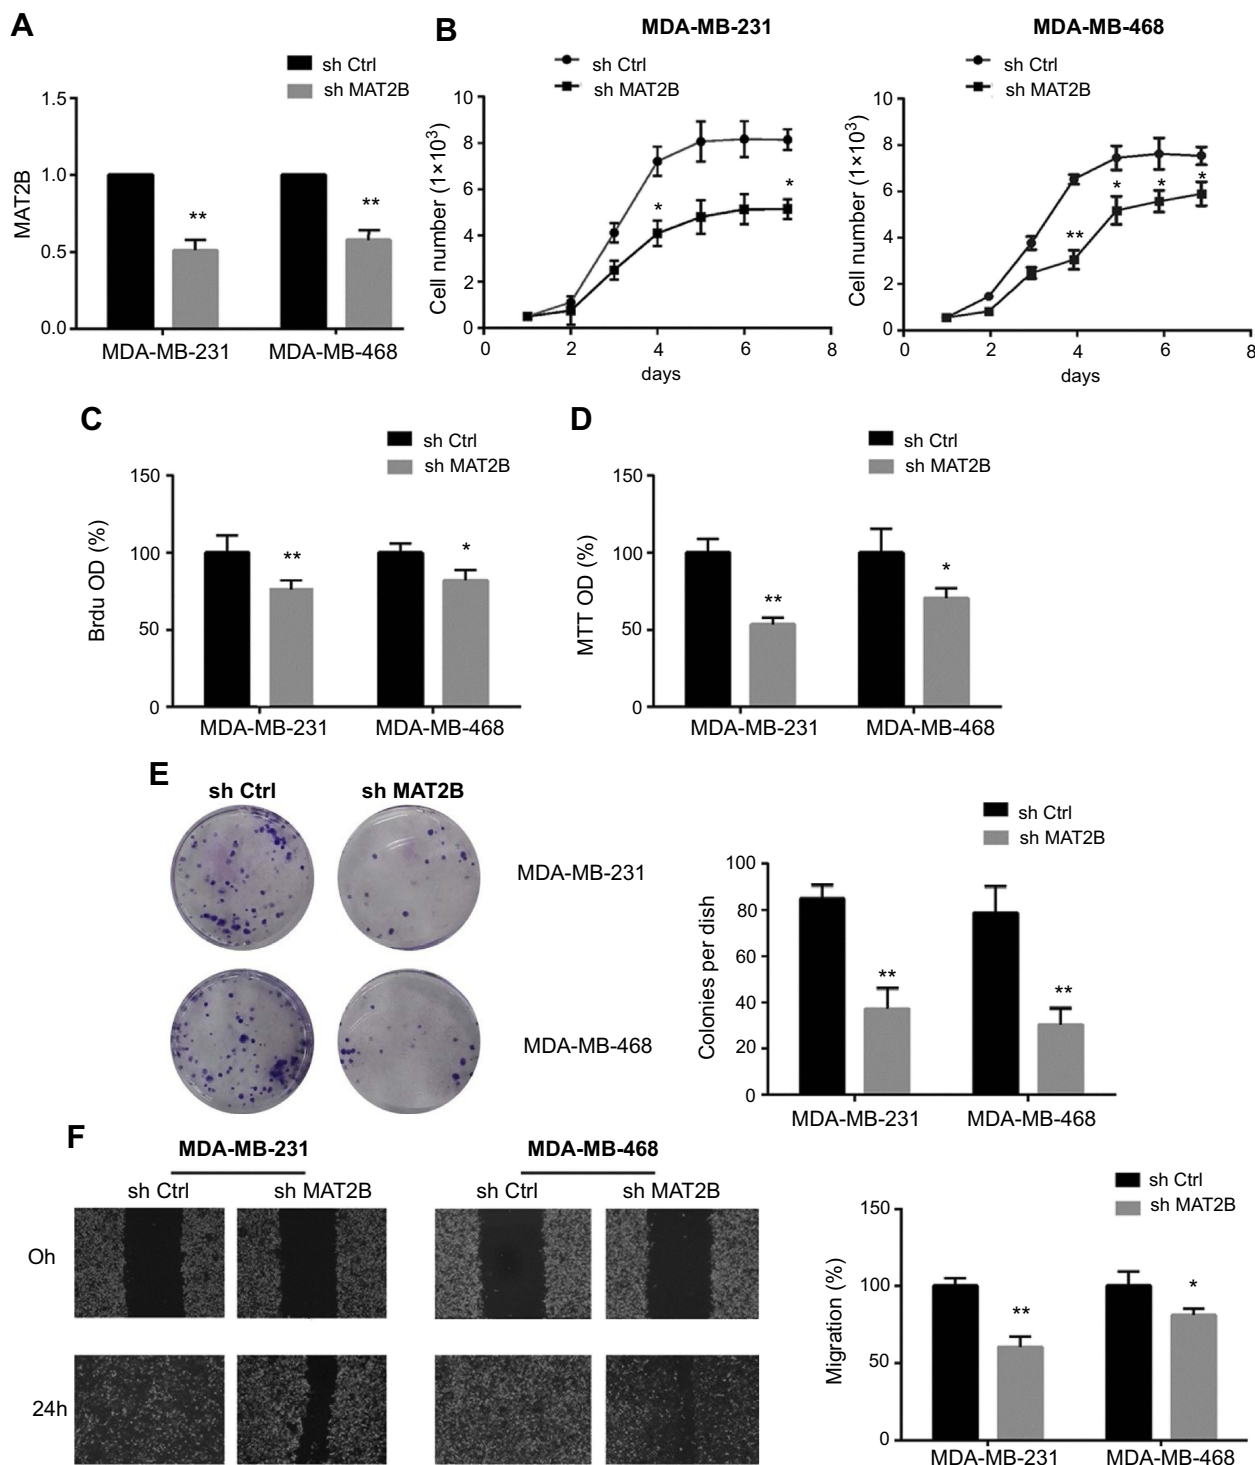 A
sh Ctrl
sh MAT2B
MAT2B
1.5
1.0
0.5
0.0
**
**
MDA-MB-231
MDA-MB-468
B
MDA-MB-231
sh Ctrl
sh MAT2B
Cell number (1×10³)
10
8
6
4
2
0
*
*
0
2
4
6
8
days
MDA-MB-468
sh Ctrl
sh MAT2B
Cell number (1×10³)
10
8
6
4
2
0
**
*
*
*
0
2
4
6
8
days
C
sh Ctrl
sh MAT2B
Brdu OD (%)
150
100
50
0
**
*
MDA-MB-231
MDA-MB-468
D
sh Ctrl
sh MAT2B
MTT OD (%)
150
100
50
0
**
*
MDA-MB-231
MDA-MB-468
E
sh Ctrl
sh MAT2B
MDA-MB-231
MDA-MB-468
sh Ctrl
sh MAT2B
Colonies per dish
100
80
60
40
20
0
**
**
MDA-MB-231
MDA-MB-468
F
MDA-MB-231
MDA-MB-468
sh Ctrl
sh MAT2B
sh Ctrl
sh MAT2B
Oh
24h
sh Ctrl
sh MAT2B
Migration (%)
150
100
50
0
**
*
MDA-MB-231
MDA-MB-468